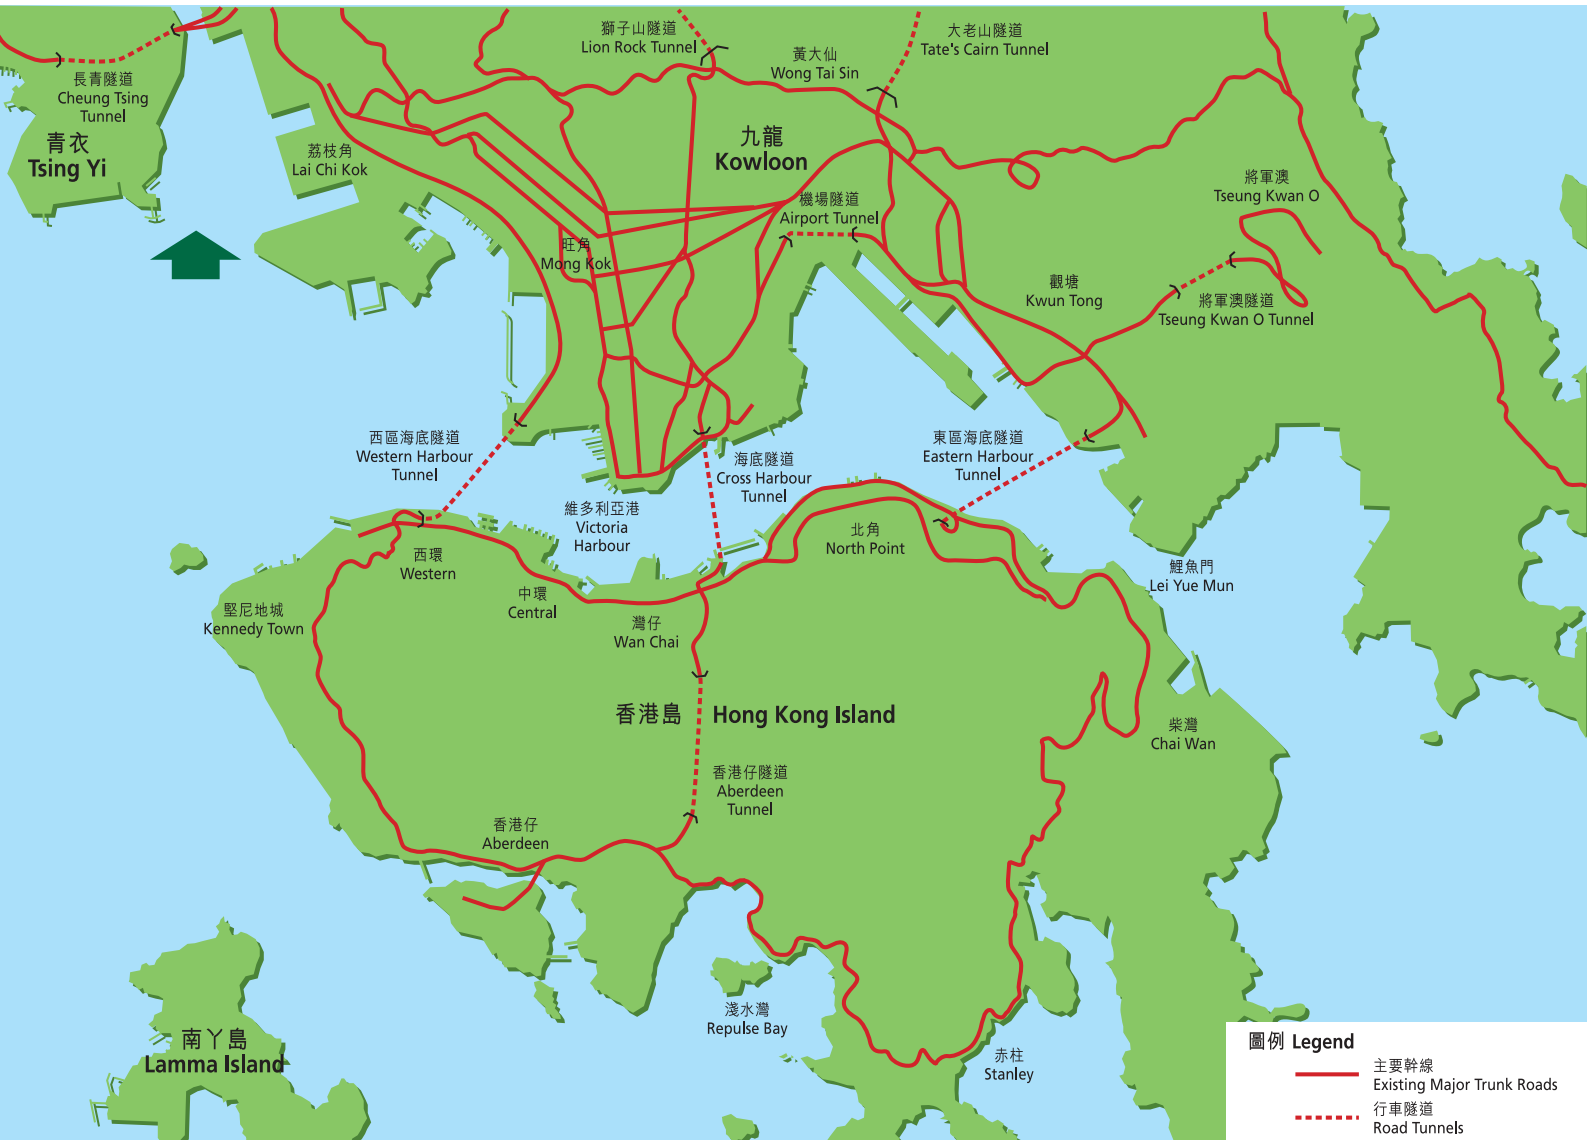 獅子山隧道
Lion Rock Tunnel
大老山隧道
Tate's Cairn Tunnel
黃大仙
Wong Tai Sin
長青隧道
Cheung Tsing
Tunnel
青衣
Tsing Yi
荔枝角
Lai Chi Kok
九龍
Kowloon
將軍澳
Tseung Kwan O
機場隧道
Airport Tunnel
旺角
Mong Kok
觀塘
Kwun Tong
將軍澳隧道
Tseung Kwan O Tunnel
西區海底隧道
Western Harbour
Tunnel
海底隧道
Cross Harbour
Tunnel
東區海底隧道
Eastern Harbour
Tunnel
維多利亞港
Victoria
Harbour
北角
North Point
西環
Western
鯉魚門
Lei Yue Mun
中環
Central
堅尼地城
Kennedy Town
灣仔
Wan Chai
香港島 Hong Kong Island
柴灣
Chai Wan
香港仔隧道
Aberdeen
Tunnel
香港仔
Aberdeen
淺水灣
Repulse Bay
南丫島
Lamma Island
赤柱
Stanley
圖例 Legend
主要幹線
Existing Major Trunk Roads
行車隧道
Road Tunnels